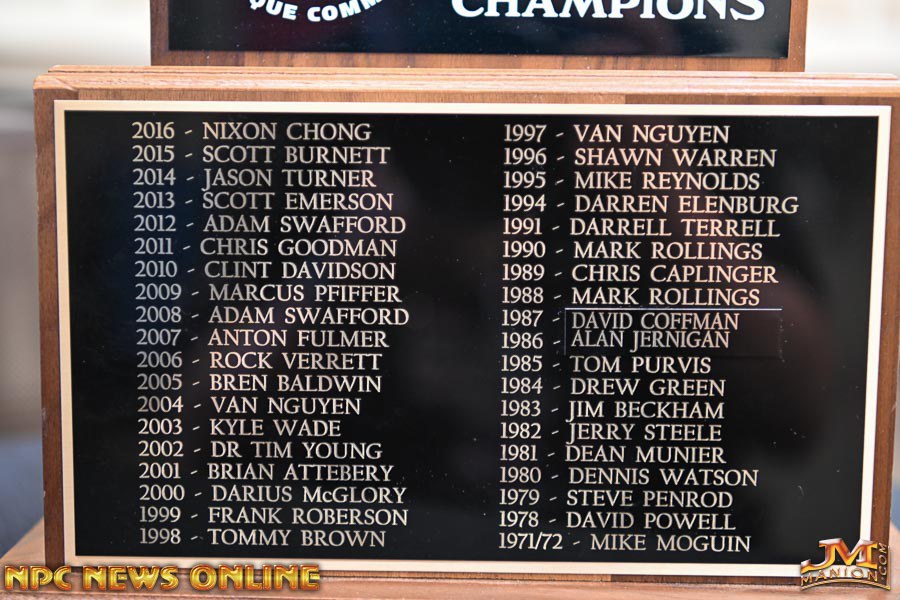 QUE COMM
CHAMPIONS
2016 - NIXON CHONG
2015 - SCOTT BURNETT
2014 - JASON TURNER
2013 - SCOTT EMERSON
2012 - ADAM SWAFFORD
2011 - CHRIS GOODMAN
2010 - CLINT DAVIDSON
2009 - MARCUS PFIFFER
2008 - ADAM SWAFFORD
2007 - ANTON FULMER
2006 - ROCK VERRETT
2005 - BREN BALDWIN
2004 - VAN NGUYEN
2003 - KYLE WADE
2002 - DR TIM YOUNG
2001 - BRIAN ATTEBERY
2000 - DARIUS McGLORY
1999 - FRANK ROBERSON
1998 - TOMMY BROWN
1997 - VAN NGUYEN
1996 - SHAWN WARREN
1995 - MIKE REYNOLDS
1994 - DARREN ELENBURG
1991 - DARRELL TERRELL
1990 - MARK ROLLINGS
1989 - CHRIS CAPLINGER
1988 - MARK ROLLINGS
1987 - DAVID COFFMAN
1986 - ALAN JERNIGAN
1985 - TOM PURVIS
1984 - DREW GREEN
1983 - JIM BECKHAM
1982 - JERRY STEELE
1981 - DEAN MUNIER
1980 - DENNIS WATSON
1979 - STEVE PENROD
1978 - DAVID POWELL
1971/72 - MIKE MOGUIN
NPC NEWS ONLINE
JM
MANION.COM